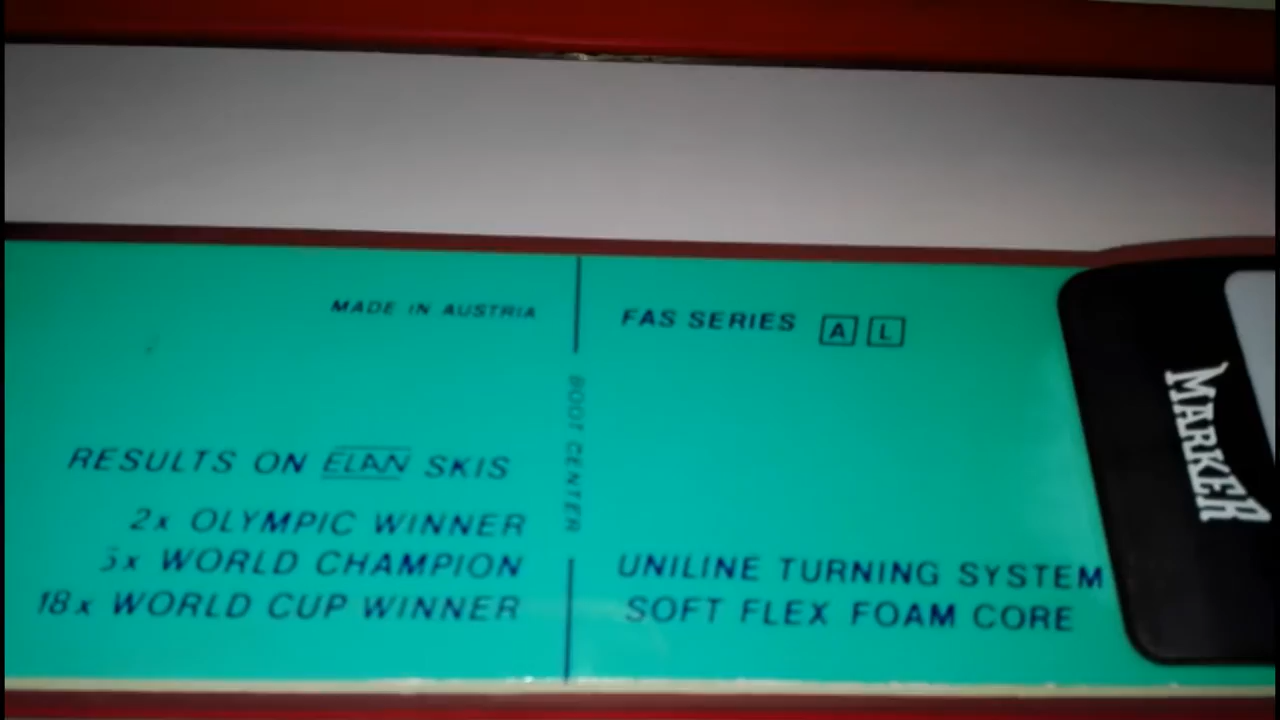 MADE IN AUSTRIA
RESULTS ON ELAN SKIS
2x OLYMPIC WINNER
5x WORLD CHAMPION
18x WORLD CUP WINNER
BOOT CENTER
FAS SERIES A L
UNILINE TURNING SYSTEM
SOFT FLEX FOAM CORE
MARKER